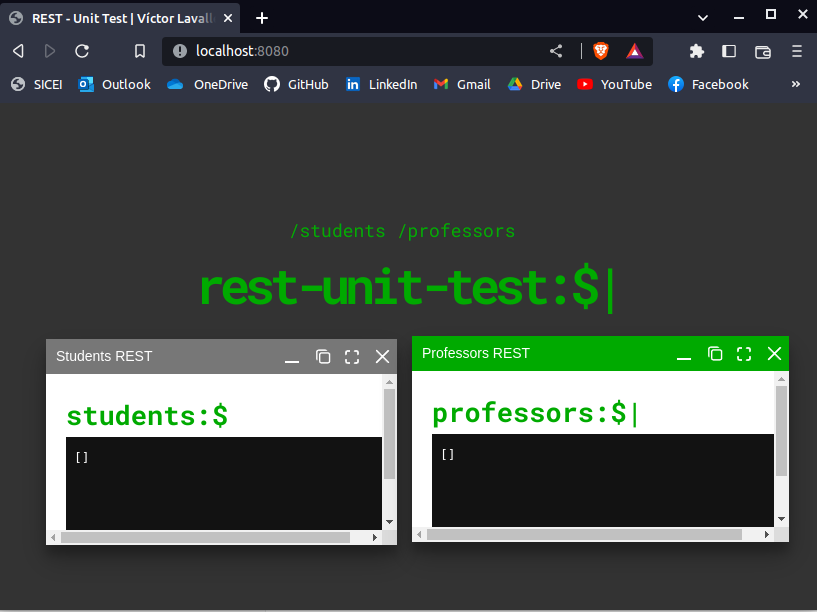 REST - Unit Test | Víctor Lavall
localhost:8080
SICEI Outlook OneDrive GitHub LinkedIn Gmail Drive YouTube Facebook »
/students /professors
rest-unit-test:$|
Students REST
students:$
[]
Professors REST
professors:$|
[]